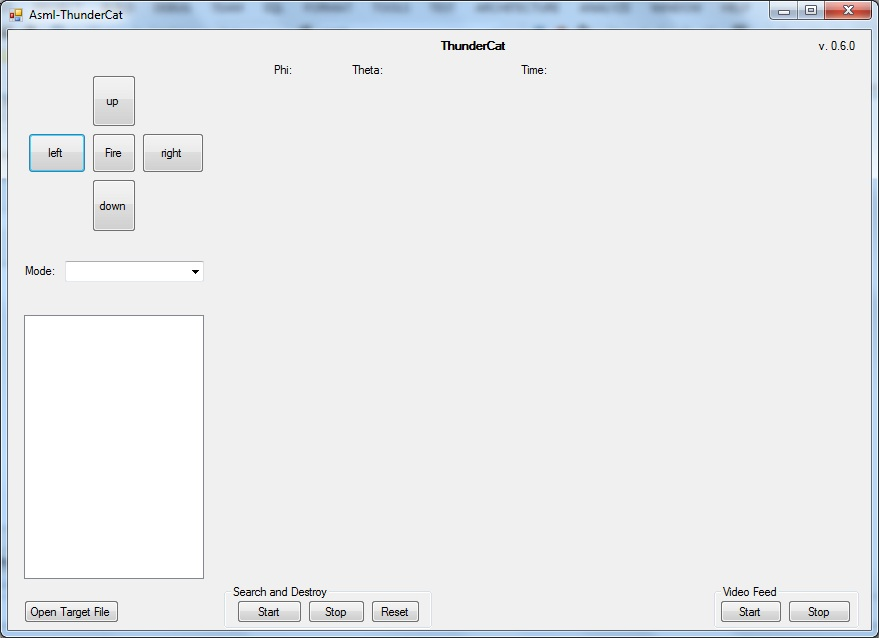 Asml-ThunderCat
ThunderCat
v. 0.6.0
Phi: Theta: Time:
up
left Fire right
down
Mode:
Search and Destroy
Video Feed
Open Target File Start Stop Reset Start Stop